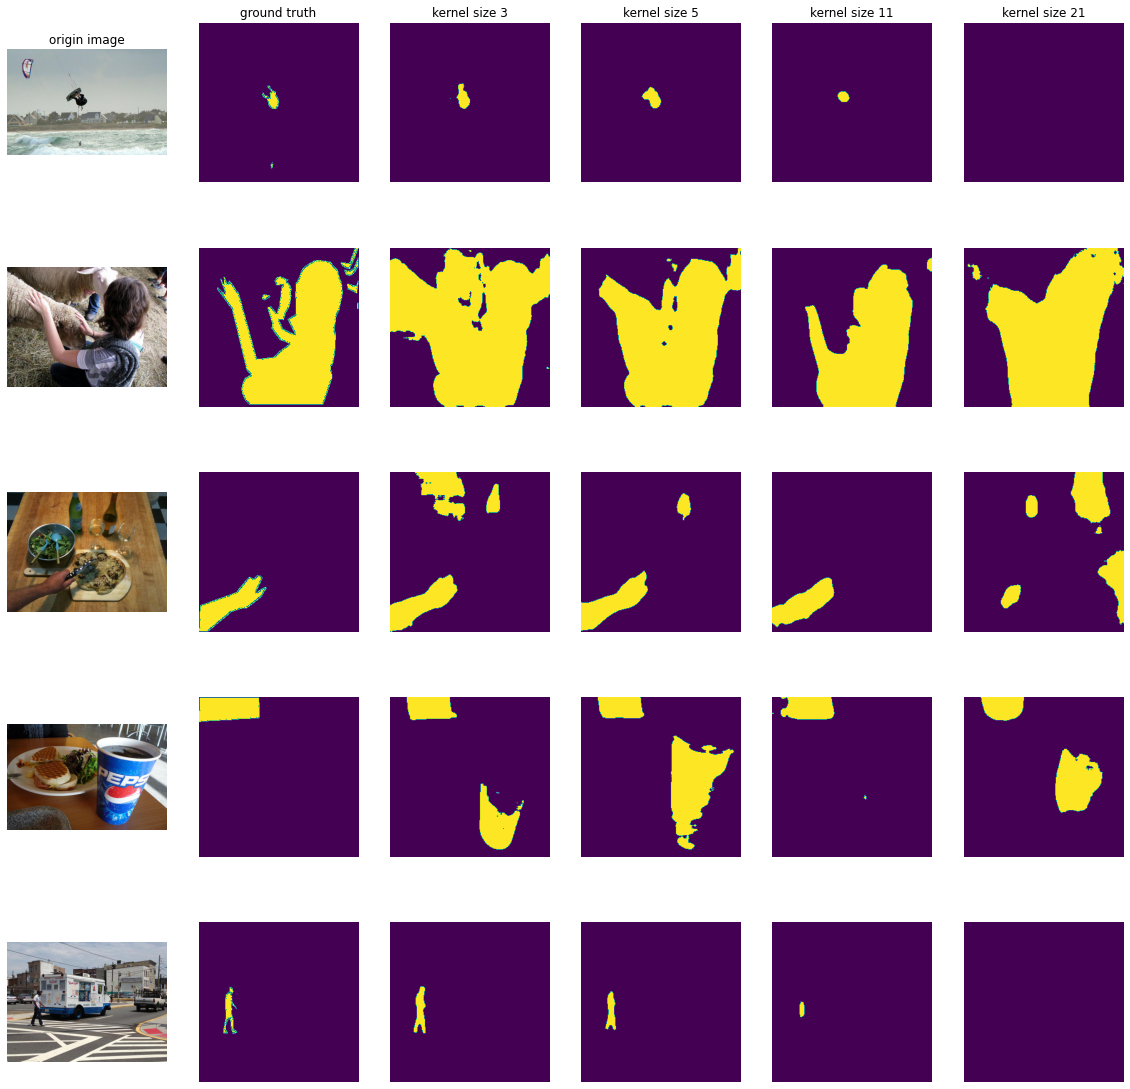 ground truth
kernel size 3
kernel size 5
kernel size 11
kernel size 21
origin image
PEPSI